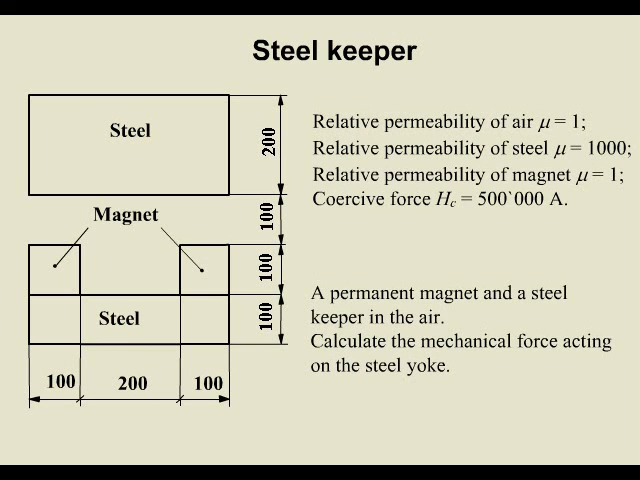 Steel keeper
Steel
200
Relative permeability of air μ = 1;
Relative permeability of steel μ = 1000;
Relative permeability of magnet μ = 1;
Coercive force Hc = 500`000 A.
Magnet
100
100
Steel
100
A permanent magnet and a steel
keeper in the air.
Calculate the mechanical force acting
on the steel yoke.
100 200 100